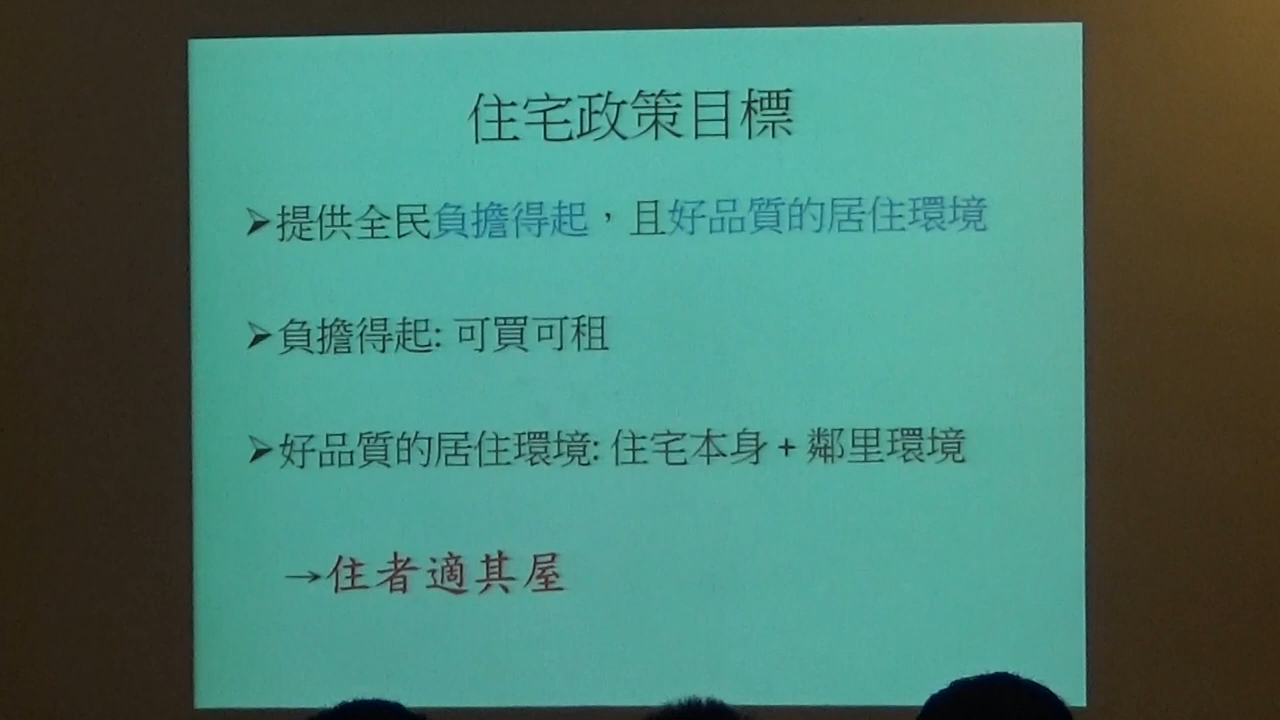 住宅政策目標
➢提供全民負擔得起，且好品質的居住環境
➢負擔得起: 可買可租
➢好品質的居住環境: 住宅本身 + 鄰里環境
→住者適其屋